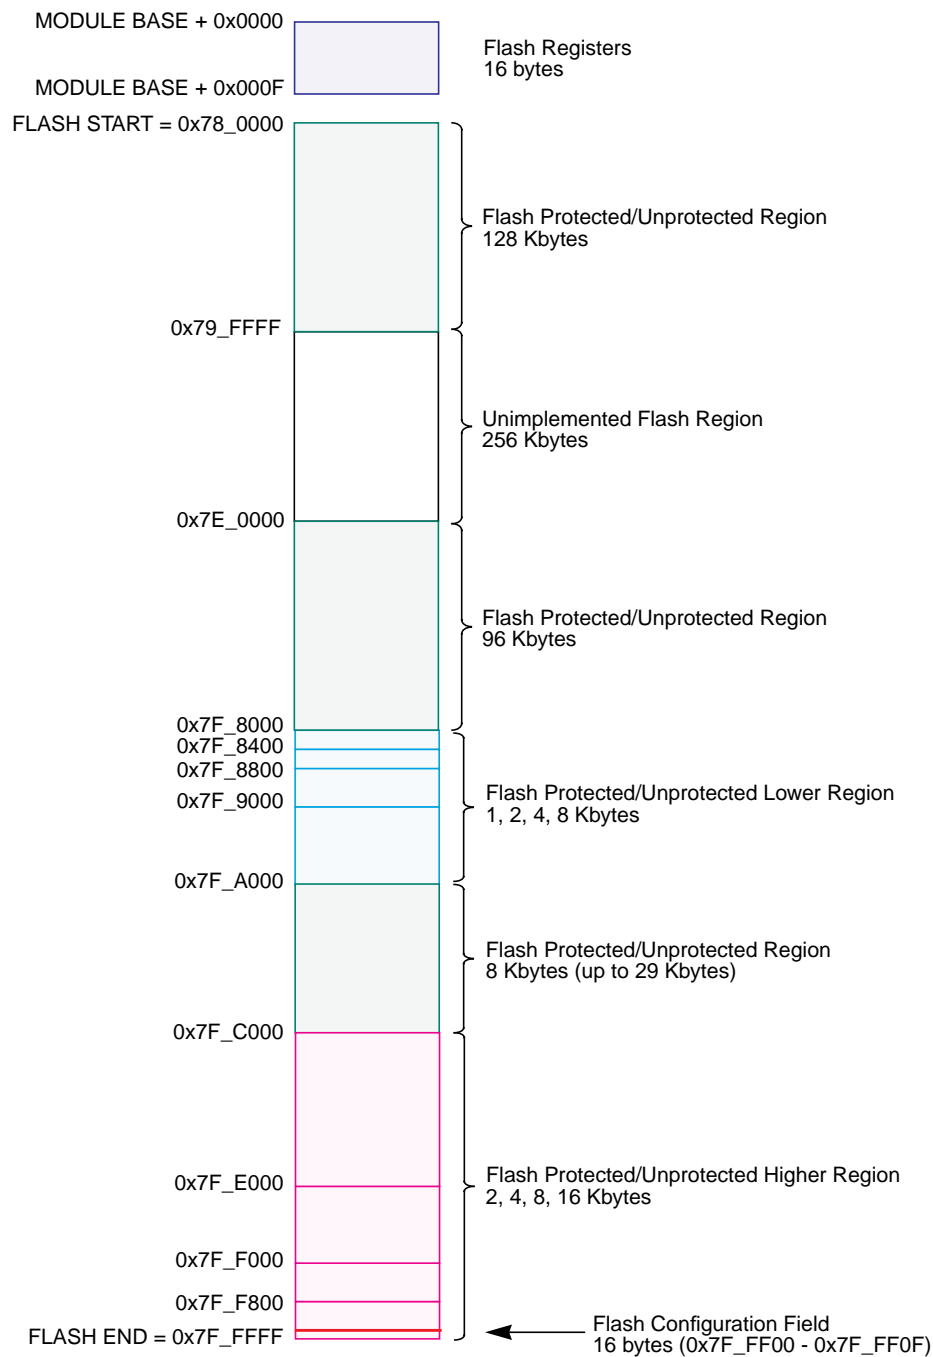 MODULE BASE + 0x0000
Flash Registers
16 bytes
MODULE BASE + 0x000F
FLASH START = 0x78_0000
Flash Protected/Unprotected Region
128 Kbytes
0x79_FFFF
Unimplemented Flash Region
256 Kbytes
0x7E_0000
Flash Protected/Unprotected Region
96 Kbytes
0x7F_8000
0x7F_8400
0x7F_8800
0x7F_9000
Flash Protected/Unprotected Lower Region
1, 2, 4, 8 Kbytes
0x7F_A000
Flash Protected/Unprotected Region
8 Kbytes (up to 29 Kbytes)
0x7F_C000
Flash Protected/Unprotected Higher Region
2, 4, 8, 16 Kbytes
0x7F_E000
0x7F_F000
0x7F_F800
FLASH END = 0x7F_FFFF
Flash Configuration Field
16 bytes (0x7F_FF00 - 0x7F_FF0F)